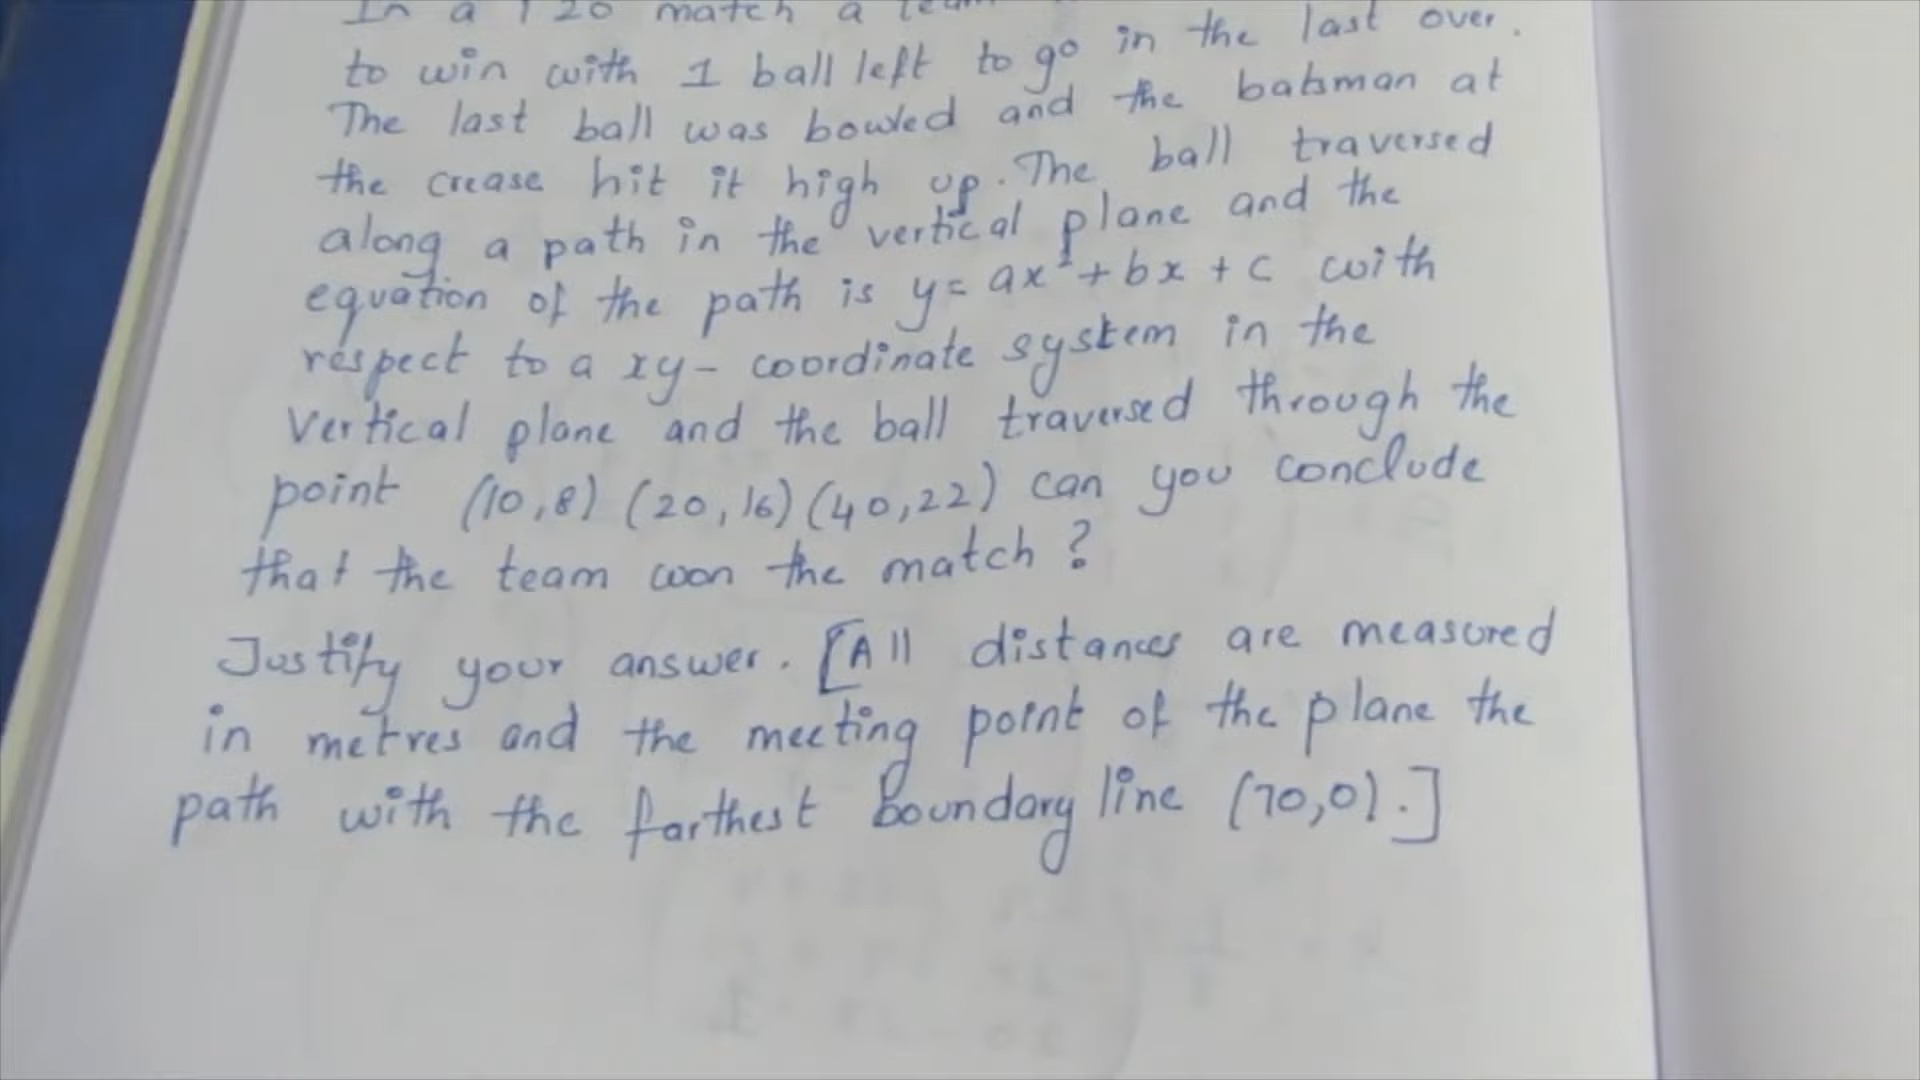 In a T20 match a team
to win with 1 ball left to go in the last over.
The last ball was bowled and the batsman at
the crease hit it high up. The ball traversed
along a path in the vertical plane and the
equation of the path is y= ax²+bx+c with
respect to a xy- coordinate system in the
Vertical plane and the ball traversed through the
point (10,8) (20,16) (40,22) can you conclude
that the team won the match?
Justify your answer. [All distances are measured
in metres and the meeting point of the plane the
path with the farthest boundary line (70,0).]